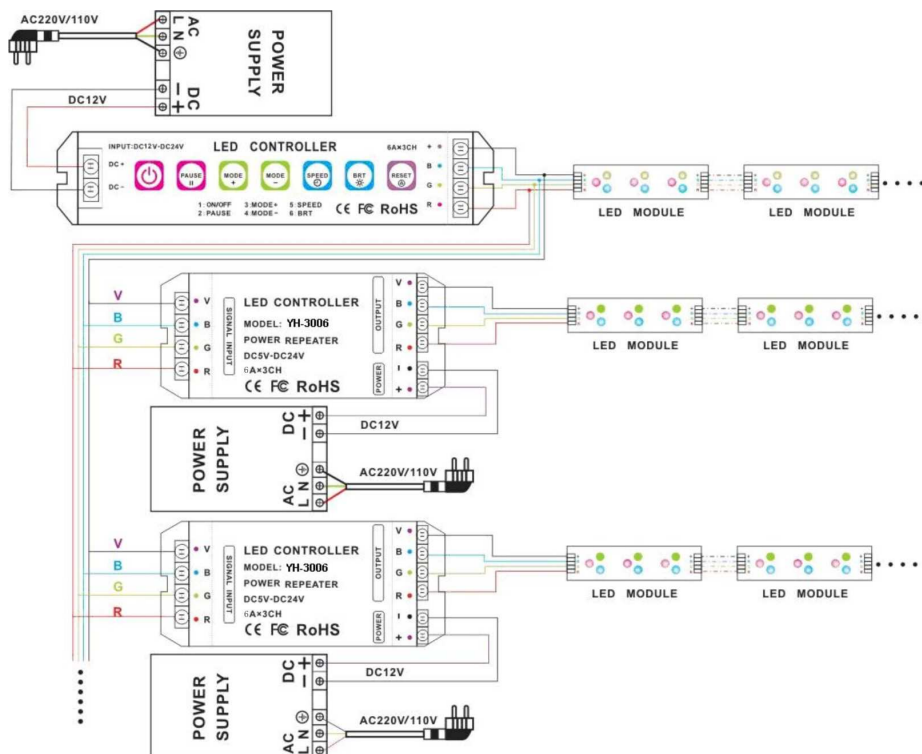 AC220V/110V
L
N
AC
DC
−
+
POWER
SUPPLY
DC12V
INPUT:DC12V-DC24V
LED CONTROLLER
6A×3CH
DC+
DC−
PAUSE
MODE
+
MODE
−
SPEED
BRT
RESET
+
B
G
R
1:ON/OFF 3:MODE+ 5:SPEED
2:PAUSE 4:MODE− 6 BRT
CE FC RoHS
LED MODULE
LED MODULE
V
B
G
R
V
B
G
R
SIGNAL INPUT
LED CONTROLLER
MODEL: YH-3006
POWER REPEATER
DC5V-DC24V
6A×3CH
CE FC RoHS
OUTPUT
POWER
V
B
G
R
−
+
LED MODULE
LED MODULE
POWER
SUPPLY
DC
+
−
AC
N
L
DC12V
AC220V/110V
V
B
G
R
V
B
G
R
SIGNAL INPUT
LED CONTROLLER
MODEL: YH-3006
POWER REPEATER
DC5V-DC24V
6A×3CH
CE FC RoHS
OUTPUT
POWER
V
B
G
R
−
+
LED MODULE
LED MODULE
POWER
SUPPLY
DC
+
−
AC
N
L
DC12V
AC220V/110V